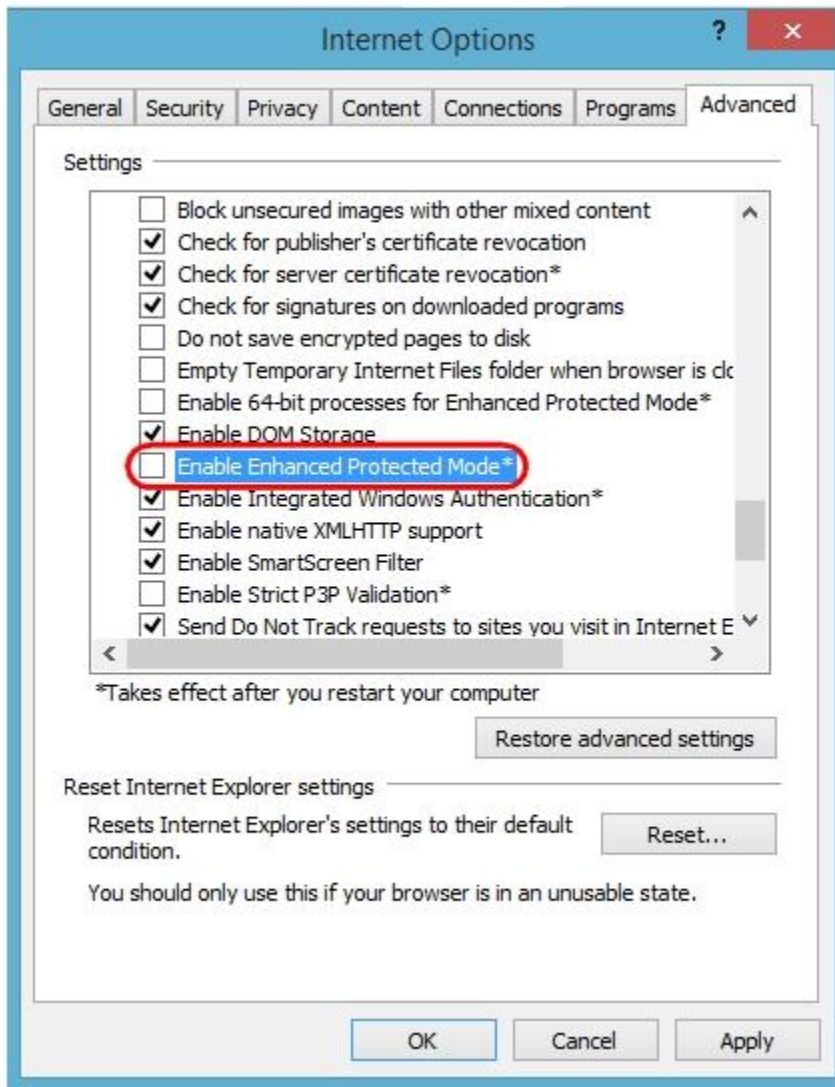 Internet Options
?
General Security Privacy Content Connections Programs Advanced
Settings
Block unsecured images with other mixed content
Check for publisher's certificate revocation
Check for server certificate revocation*
Check for signatures on downloaded programs
Do not save encrypted pages to disk
Empty Temporary Internet Files folder when browser is
Enable 64-bit processes for Enhanced Protected Mode*
Enable DOM Storage
Enable Enhanced Protected Mode*
Enable Integrated Windows Authentication*
Enable native XMLHTTP support
Enable SmartScreen Filter
Enable Strict P3P Validation*
Send Do Not Track requests to sites you visit in Internet E
*Takes effect after you restart your computer
Restore advanced settings
Reset Internet Explorer settings
Resets Internet Explorer's settings to their default
condition.
Reset...
You should only use this if your browser is in an unusable state.
OK Cancel Apply